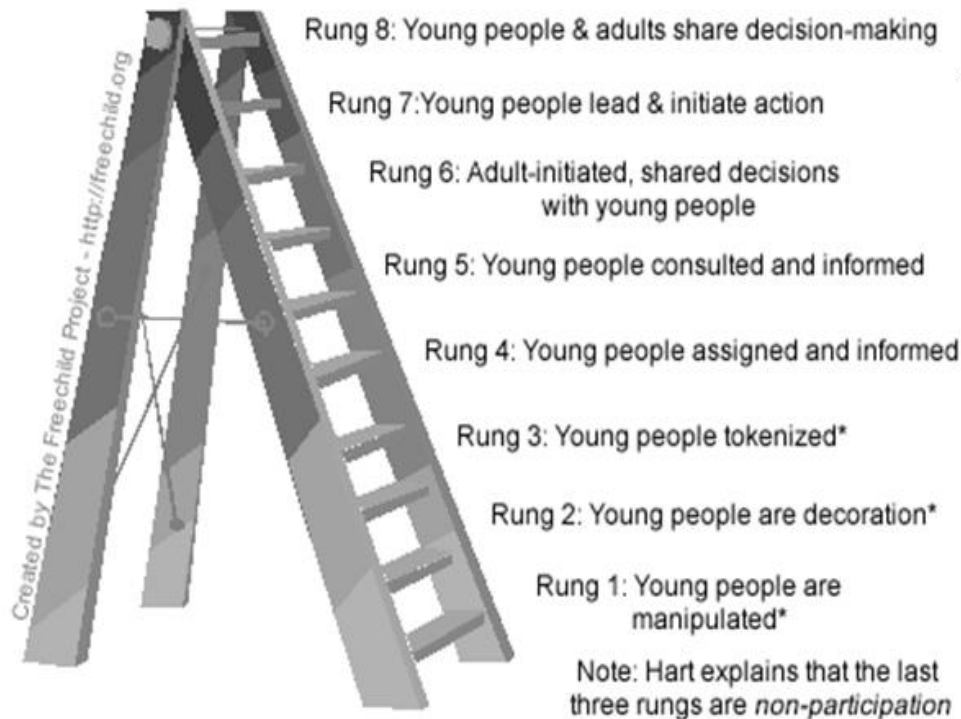 Rung 8: Young people & adults share decision-making
Rung 7:Young people lead & initiate action
Rung 6: Adult-initiated, shared decisions
with young people
Rung 5: Young people consulted and informed
Rung 4: Young people assigned and informed
Rung 3: Young people tokenized*
Rung 2: Young people are decoration*
Rung 1: Young people are
manipulated*
Note: Hart explains that the last
three rungs are non-participation
Created by The Freechild Project - http://freechild.org